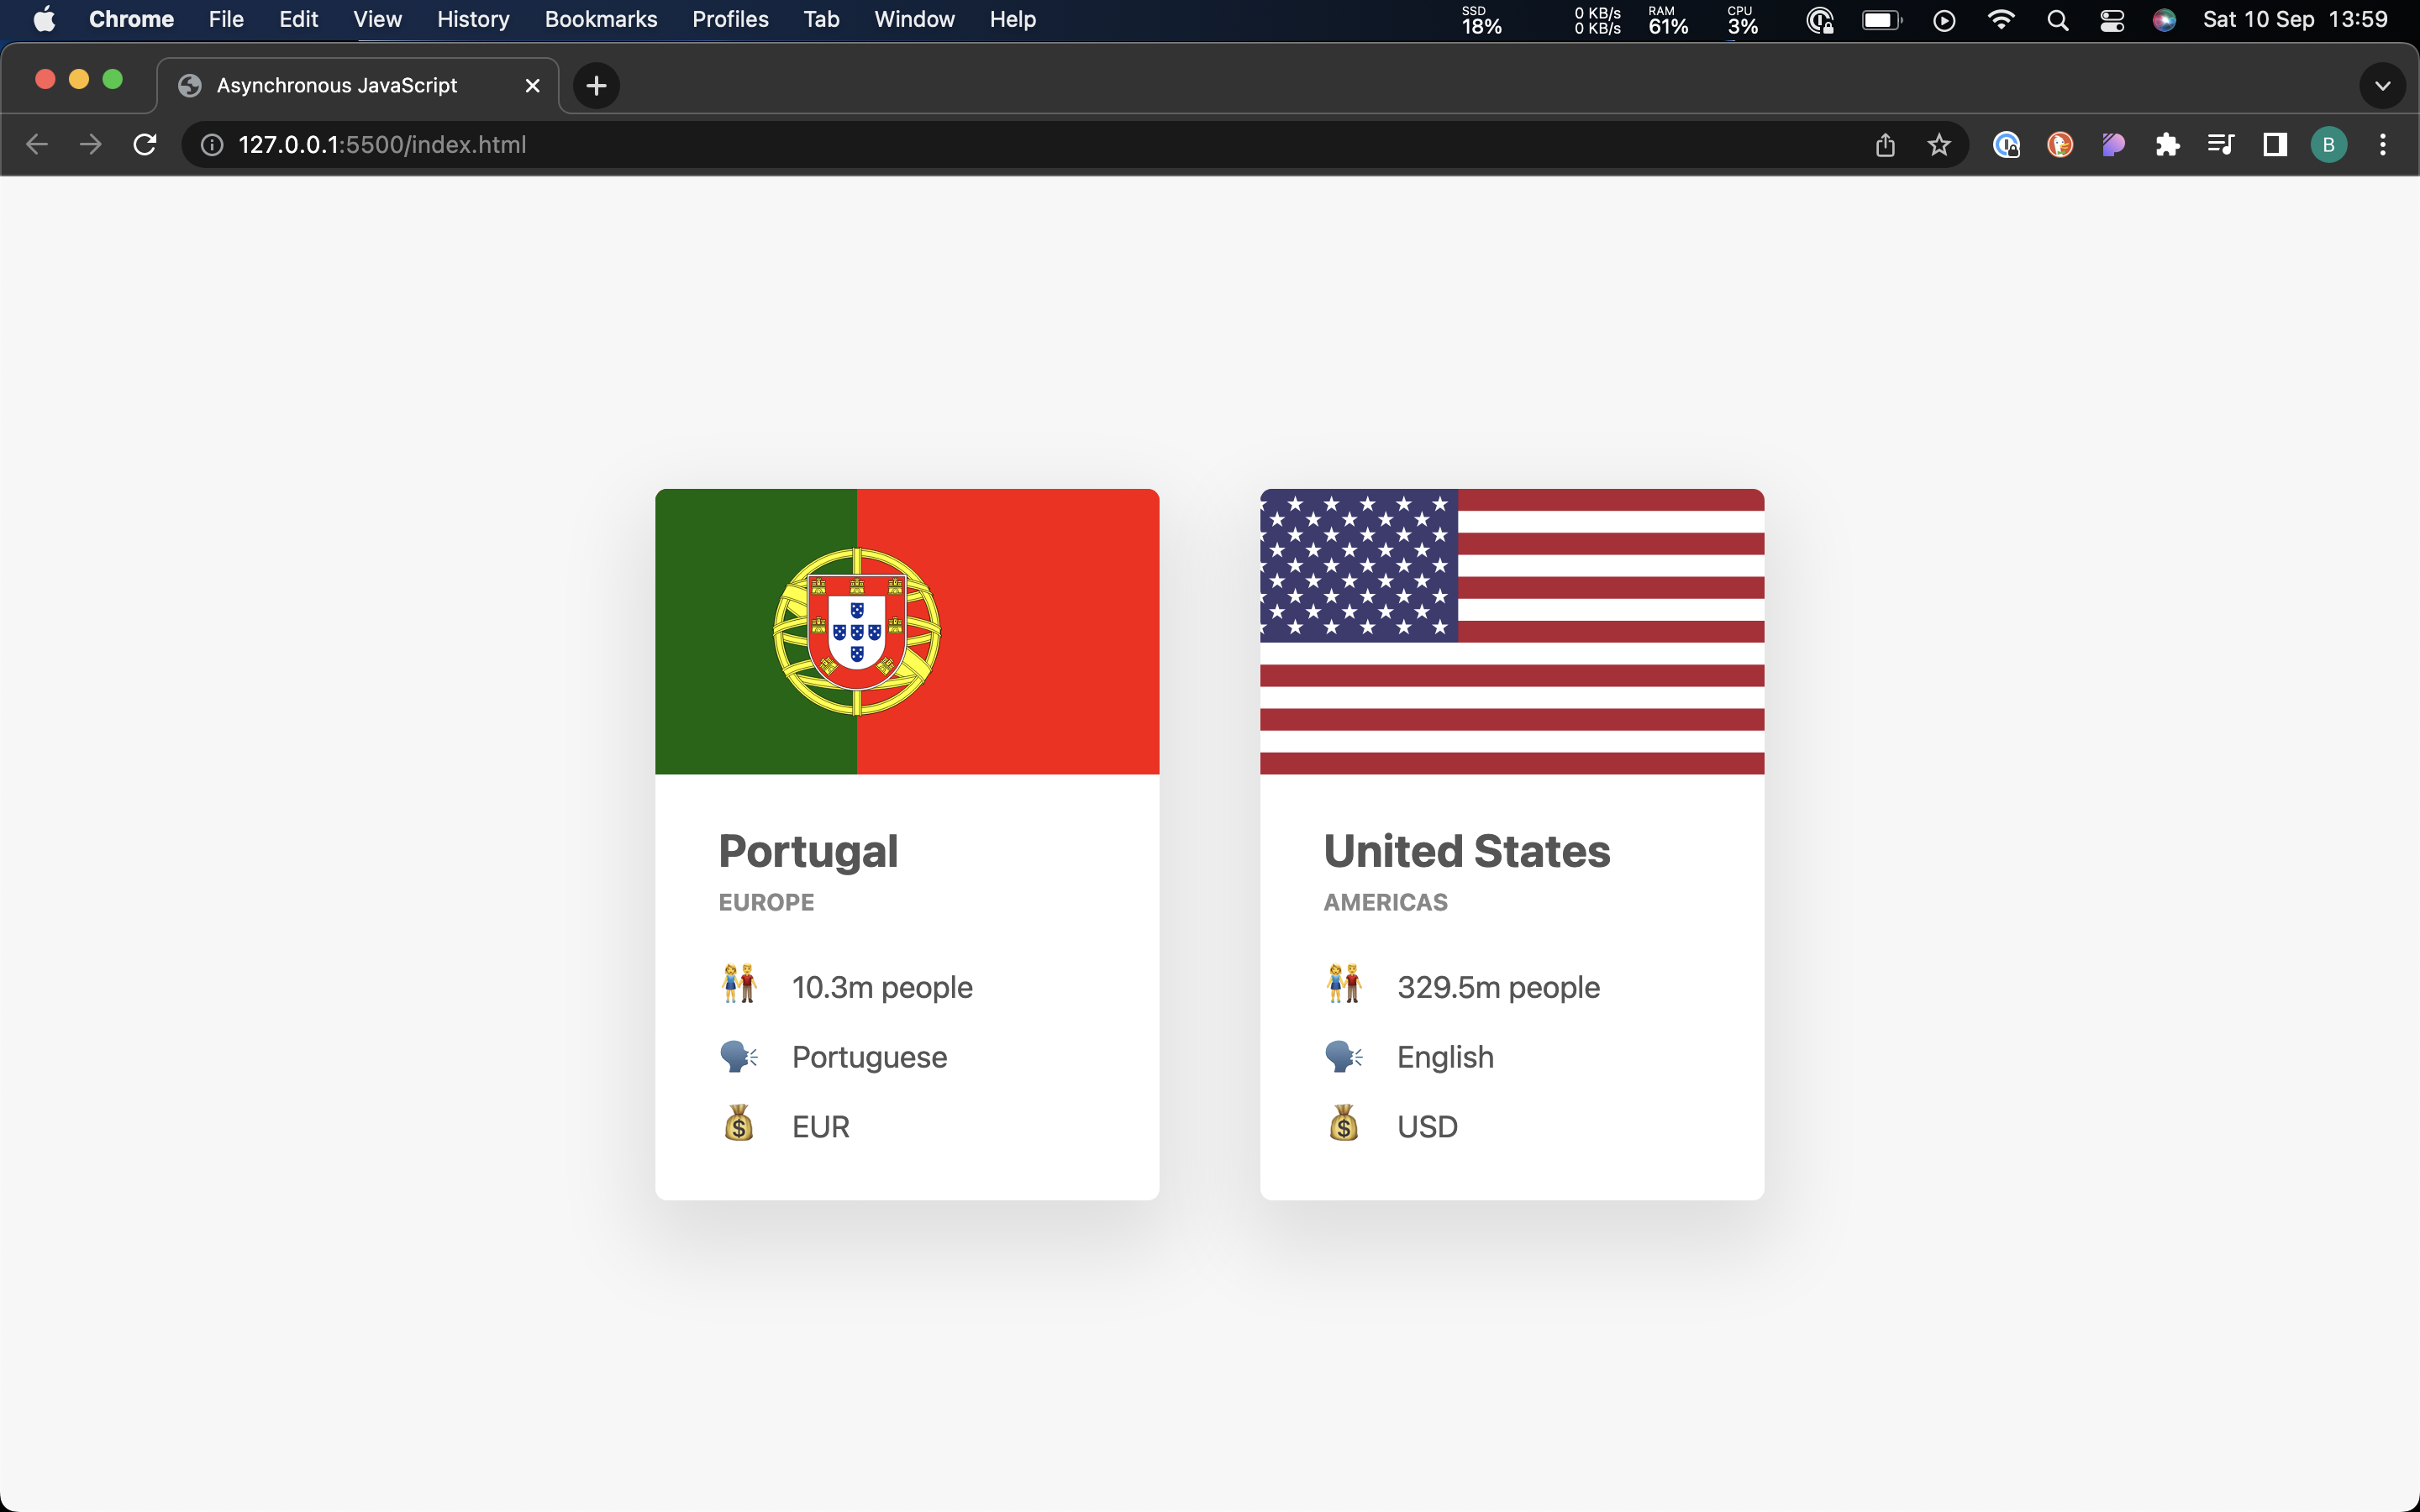 Chrome File Edit View History Bookmarks Profiles Tab Window Help
SSD 0 KB/s RAM CPU
18% 0 KB/s 61% 3% Sat 10 Sep 13:59
Asynchronous JavaScript
127.0.0.1:5500/index.html B
Portugal
EUROPE
10.3m people
Portuguese
$ EUR
United States
AMERICAS
329.5m people
English
$ USD